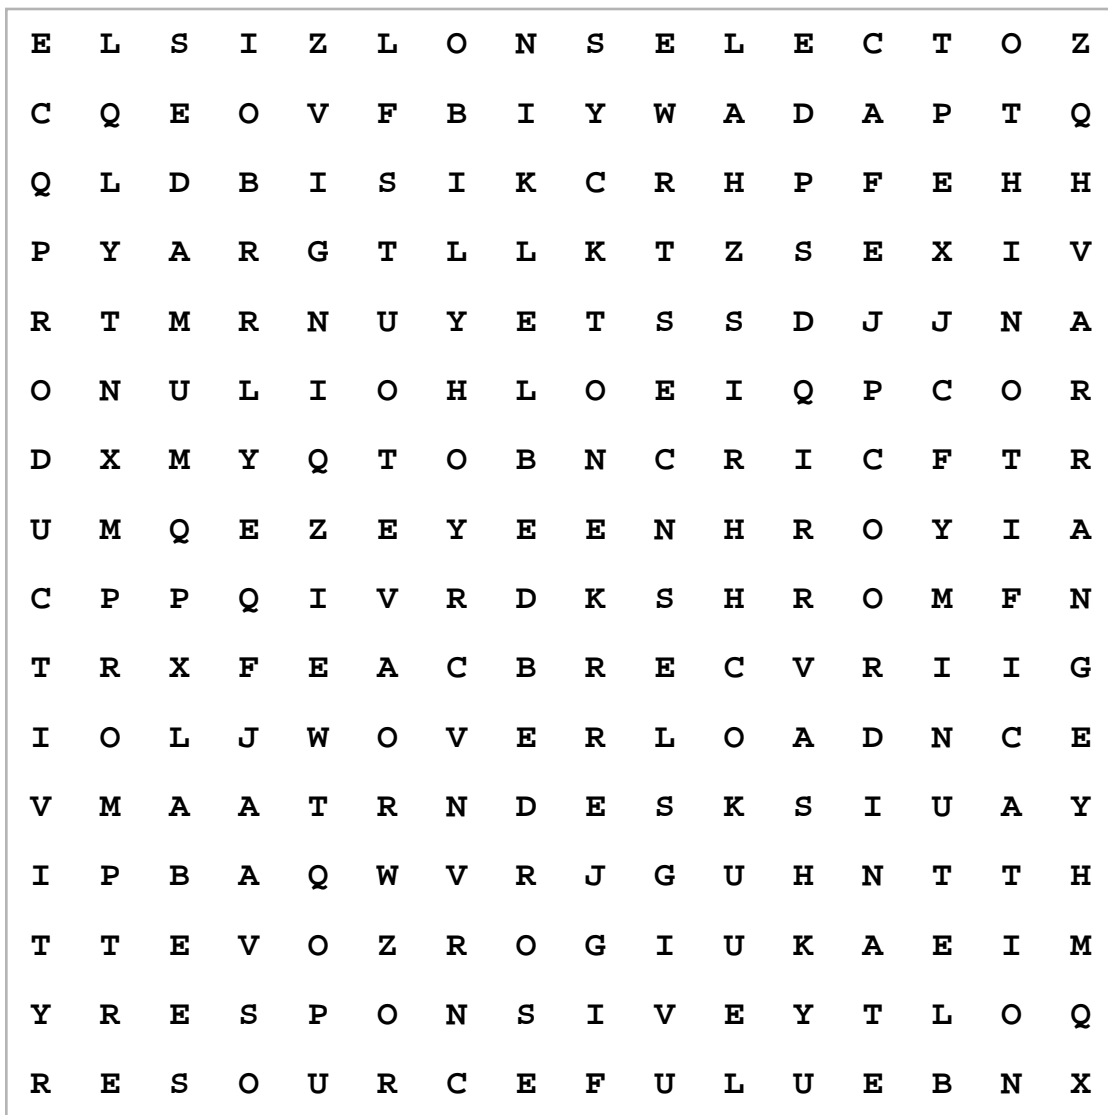 E L S I Z L O N S E L E C T O Z
C Q E O V F B I Y W A D A P T Q
Q L D B I S I K C R H P F E H H
P Y A R G T L L K T Z S E X I V
R T M R N U Y E T S S D J J N A
O N U L I O H L O E I Q P C O R
D X M Y Q T O B N C R I C F T R
U M Q E Z E Y E E N H R O Y I A
C P P Q I V R D K S H R O M F N
T R X F E A C B R E C V R I I G
I O L J W O V E R L O A D N C E
V M A A T R N D E S K S I U A Y
I P B A Q W V R J G U H N T T H
T T E V O Z R O G I U K A E I M
Y R E S P O N S I V E Y T L O Q
R E S O U R C E F U L U E B N X